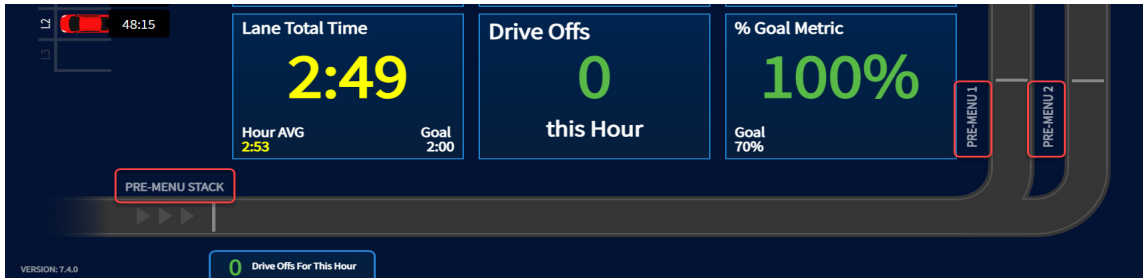 L2
48:15
L3
Lane Total Time
2:49
Hour AVG
2:53
Goal
2:00
Drive Offs
0
this Hour
% Goal Metric
100%
Goal
70%
PRE-MENU 1
PRE-MENU 2
PRE-MENU STACK
VERSION: 7.4.0
0 Drive Offs For This Hour